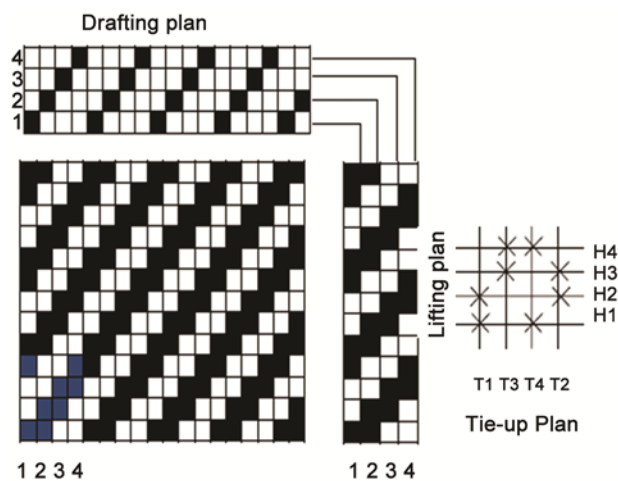 Drafting plan
4
3
2
1
Lifting plan
H4
H3
H2
H1
T1 T3 T4 T2
Tie-up Plan
1 2 3 4
1 2 3 4